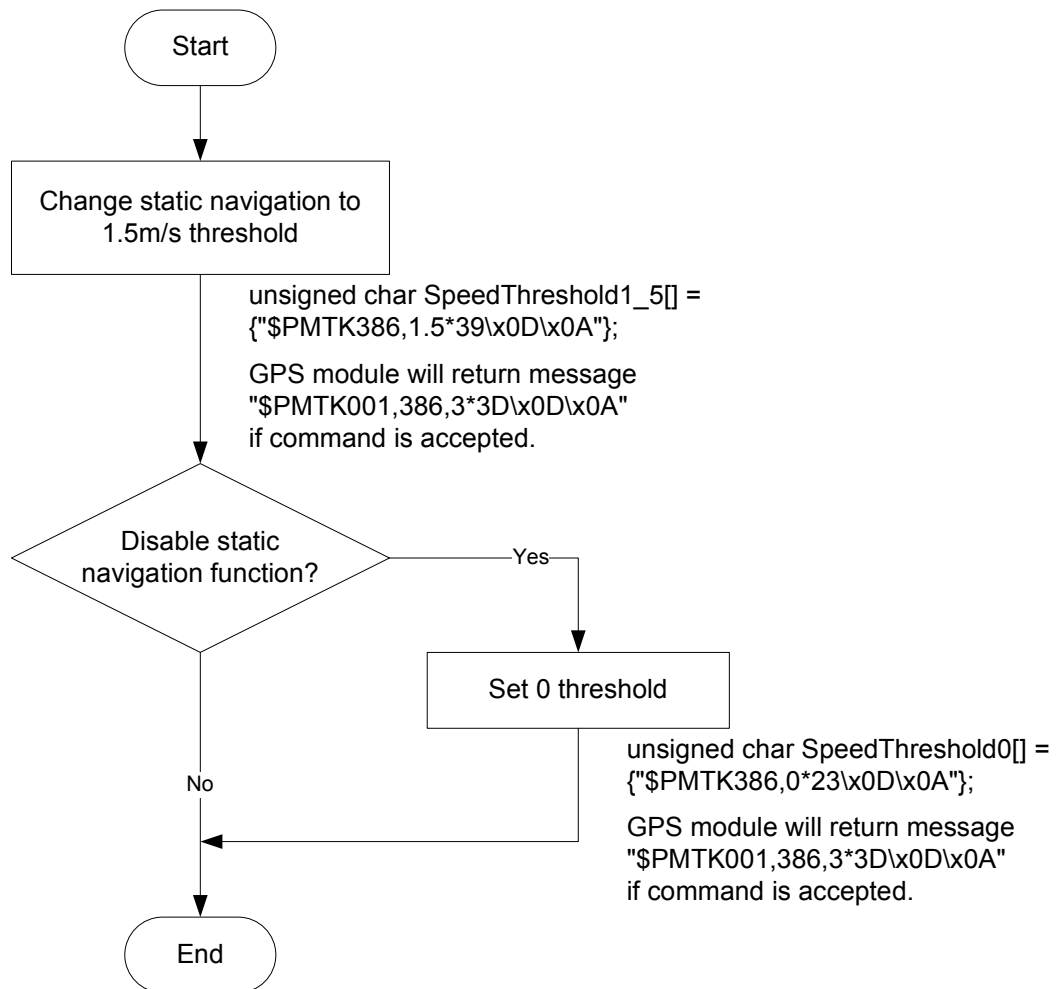 Start
Change static navigation to
1.5m/s threshold
unsigned char SpeedThreshold1_5[] =
{"$PMTK386,1.5*39\x0D\x0A"};
GPS module will return message
"$PMTK001,386,3*3D\x0D\x0A"
if command is accepted.
Disable static
navigation function?
Yes
Set 0 threshold
unsigned char SpeedThreshold0[] =
{"$PMTK386,0*23\x0D\x0A"};
No
GPS module will return message
"$PMTK001,386,3*3D\x0D\x0A"
if command is accepted.
End